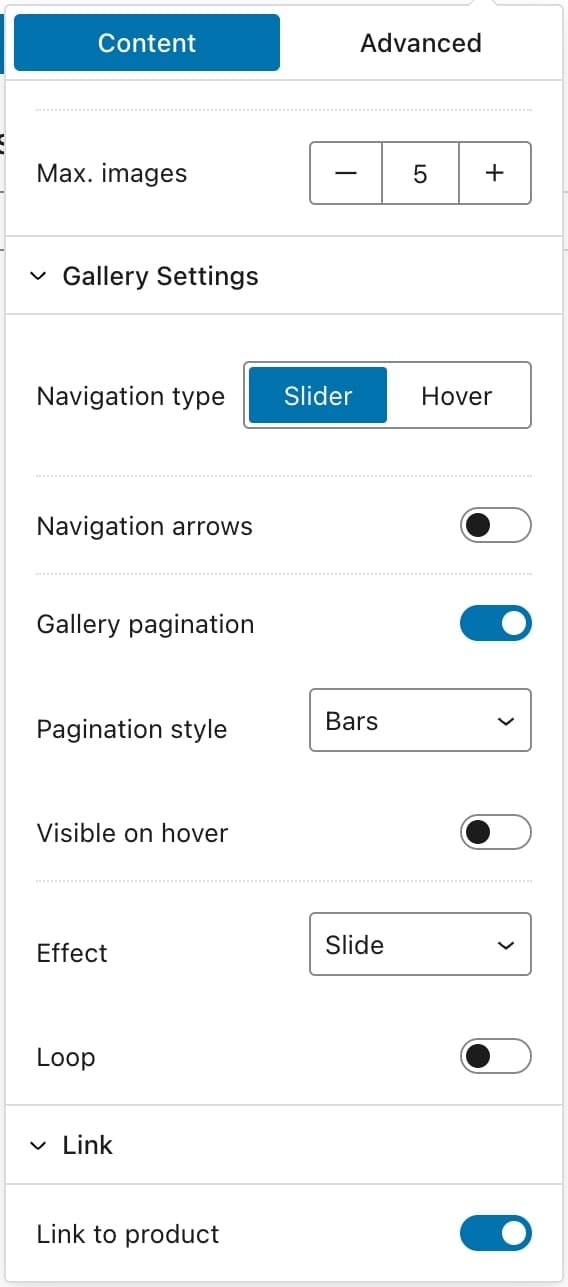 Content Advanced
Max. images — 5 +
Gallery Settings
Navigation type Slider Hover
Navigation arrows
Gallery pagination
Pagination style Bars
Visible on hover
Effect Slide
Loop
Link
Link to product